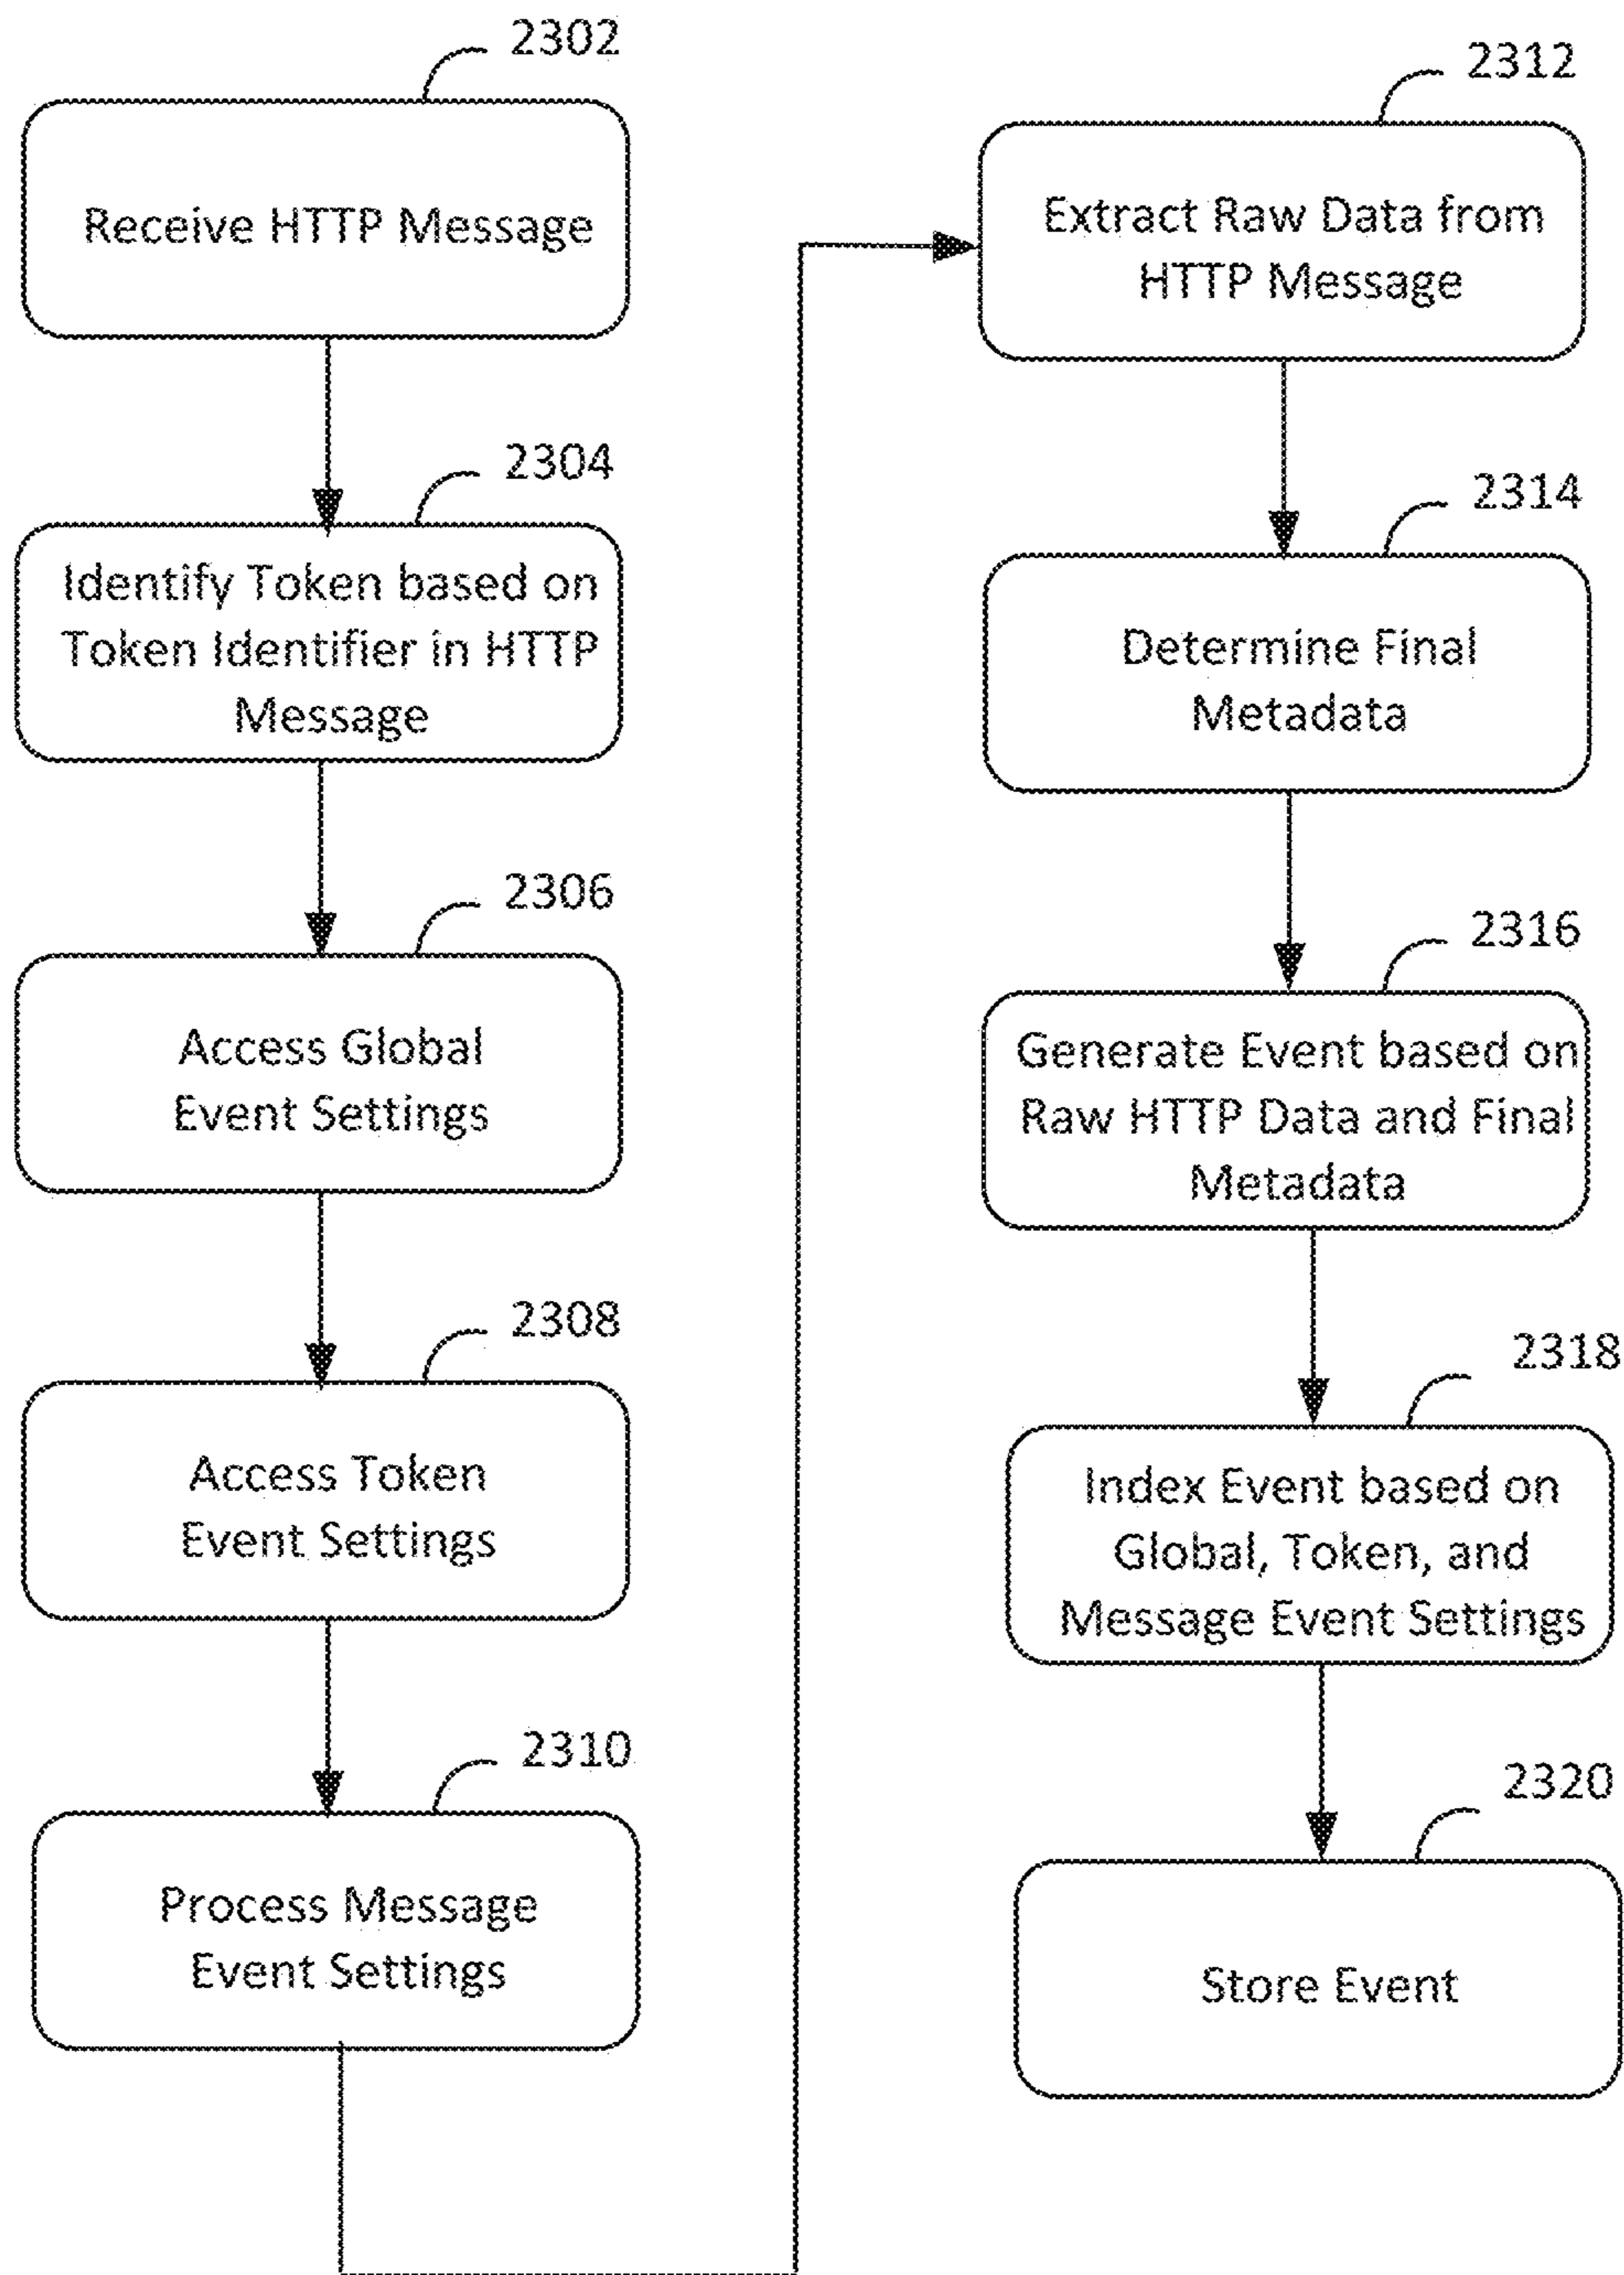 2302
Receive HTTP Message
2304
Identify Token based on
Token Identifier in HTTP
Message
2306
Access Global
Event Settings
2308
Access Token
Event Settings
2310
Process Message
Event Settings
2312
Extract Raw Data from
HTTP Message
2314
Determine Final
Metadata
2316
Generate Event based on
Raw HTTP Data and Final
Metadata
2318
Index Event based on
Global, Token, and
Message Event Settings
2320
Store Event